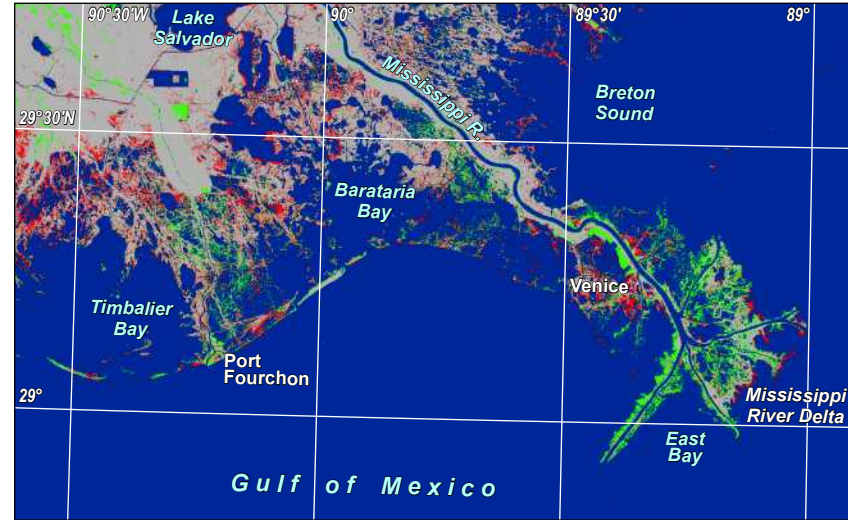 90°30'W
90°
89°30'
89°
Lake
Salvador
Mississippi R.
Breton
Sound
29°30'N
Barataria
Bay
Venice
Timbalier
Bay
Port
Fourchon
29°
Mississippi
River Delta
East
Bay
Gulf of Mexico